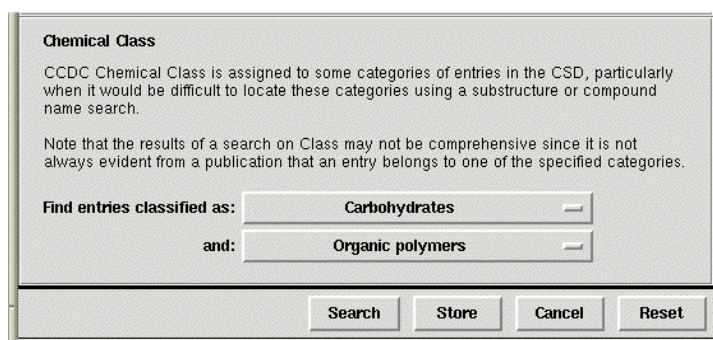 Chemical Class
CCDC Chemical Class is assigned to some categories of entries in the CSD, particularly
when it would be difficult to locate these categories using a substructure or compound
name search.
Note that the results of a search on Class may not be comprehensive since it is not
always evident from a publication that an entry belongs to one of the specified categories.
Find entries classified as: Carbohydrates
and: Organic polymers
Search Store Cancel Reset